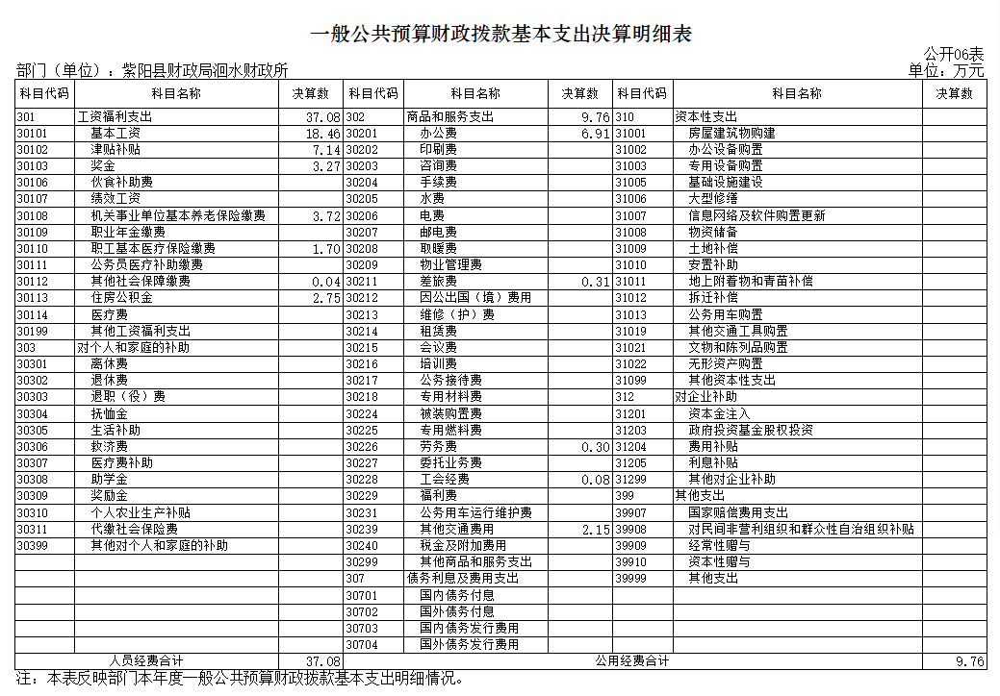 一般公共预算财政拨款基本支出决算明细表
公开06表
部门（单位）：紫阳县财政局洄水财政所 单位：万元
科目代码 科目名称 决算数 科目代码 科目名称 决算数 科目代码 科目名称 决算数
301 工资福利支出 37.08 302 商品和服务支出 9.76 310 资本性支出
30101 基本工资 18.46 30201 办公费 6.91 31001 房屋建筑物购建
30102 津贴补贴 7.14 30202 印刷费 31002 办公设备购置
30103 奖金 3.27 30203 咨询费 31003 专用设备购置
30106 伙食补助费 30204 手续费 31005 基础设施建设
30107 绩效工资 30205 水费 31006 大型修缮
30108 机关事业单位基本养老保险缴费 3.72 30206 电费 31007 信息网络及软件购置更新
30109 职业年金缴费 30207 邮电费 31008 物资储备
30110 职工基本医疗保险缴费 1.70 30208 取暖费 31009 土地补偿
30111 公务员医疗补助缴费 30209 物业管理费 31010 安置补助
30112 其他社会保障缴费 0.04 30211 差旅费 0.31 31011 地上附着物和青苗补偿
30113 住房公积金 2.75 30212 因公出国（境）费用 31012 拆迁补偿
30114 医疗费 30213 维修（护）费 31013 公务用车购置
30199 其他工资福利支出 30214 租赁费 31019 其他交通工具购置
303 对个人和家庭的补助 30215 会议费 31021 文物和陈列品购置
30301 离休费 30216 培训费 31022 无形资产购置
30302 退休费 30217 公务接待费 31099 其他资本性支出
30303 退职（役）费 30218 专用材料费 312 对企业补助
30304 抚恤金 30224 被装购置费 31201 资本金注入
30305 生活补助 30225 专用燃料费 31203 政府投资基金股权投资
30306 救济费 30226 劳务费 0.30 31204 费用补贴
30307 医疗费补助 30227 委托业务费 31205 利息补贴
30308 助学金 30228 工会经费 0.08 31299 其他对企业补助
30309 奖励金 30229 福利费 399 其他支出
30310 个人农业生产补贴 30231 公务用车运行维护费 39907 国家赔偿费用支出
30311 代缴社会保险费 30239 其他交通费用 2.15 39908 对民间非营利组织和群众性自治组织补贴
30399 其他对个人和家庭的补助 30240 税金及附加费用 39909 经常性赠与
30299 其他商品和服务支出 39910 资本性赠与
307 债务利息及费用支出 39999 其他支出
30701 国内债务付息
30702 国外债务付息
30703 国内债务发行费用
30704 国外债务发行费用
人员经费合计 37.08 公用经费合计 9.76
注：本表反映部门本年度一般公共预算财政拨款基本支出明细情况。